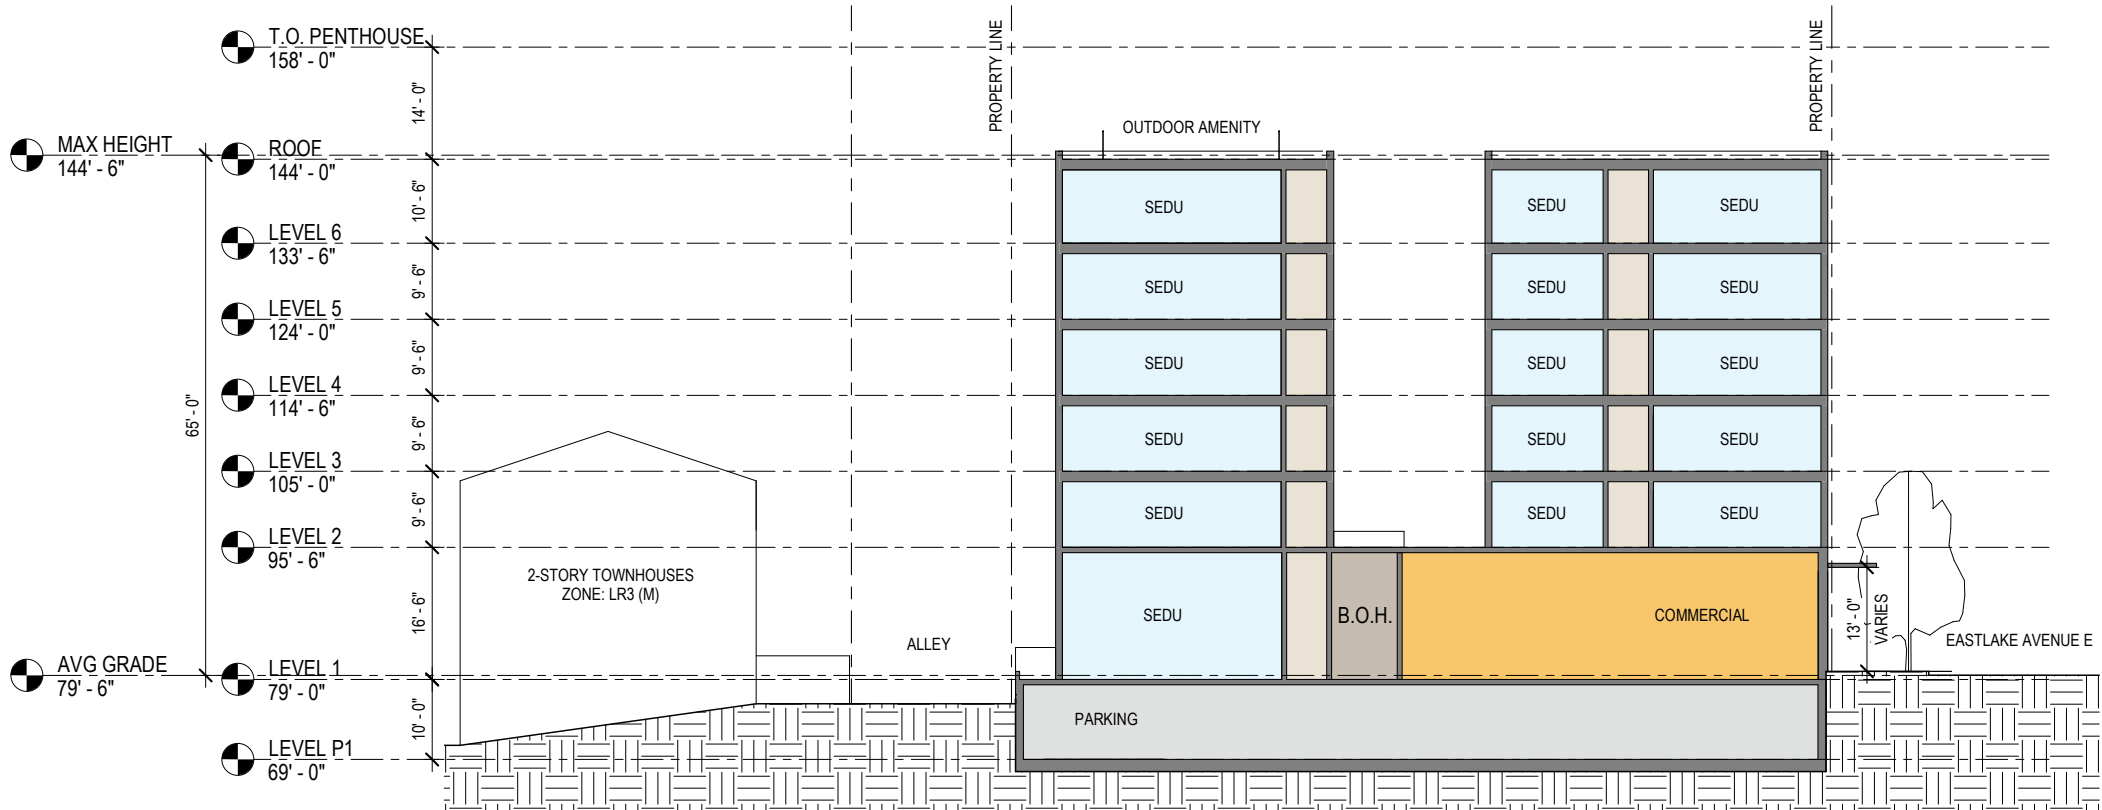 T.O. PENTHOUSE
158' - 0"
14' - 0"
PROPERTY LINE
PROPERTY LINE
OUTDOOR AMENITY
MAX HEIGHT
144' - 6"
ROOF
144' - 0"
10' - 6"
SEDU
SEDU
SEDU
LEVEL 6
133' - 6"
9' - 6"
SEDU
SEDU
SEDU
LEVEL 5
124' - 0"
9' - 6"
SEDU
SEDU
SEDU
LEVEL 4
114' - 6"
65' - 0"
9' - 6"
SEDU
SEDU
SEDU
LEVEL 3
105' - 0"
9' - 6"
SEDU
SEDU
SEDU
LEVEL 2
95' - 6"
2-STORY TOWNHOUSES
ZONE: LR3 (M)
16' - 6"
SEDU
B.O.H.
COMMERCIAL
13' - 0"
VARIES
ALLEY
EASTLAKE AVENUE E
AVG GRADE
79' - 6"
LEVEL 1
79' - 0"
10' - 0"
PARKING
LEVEL P1
69' - 0"